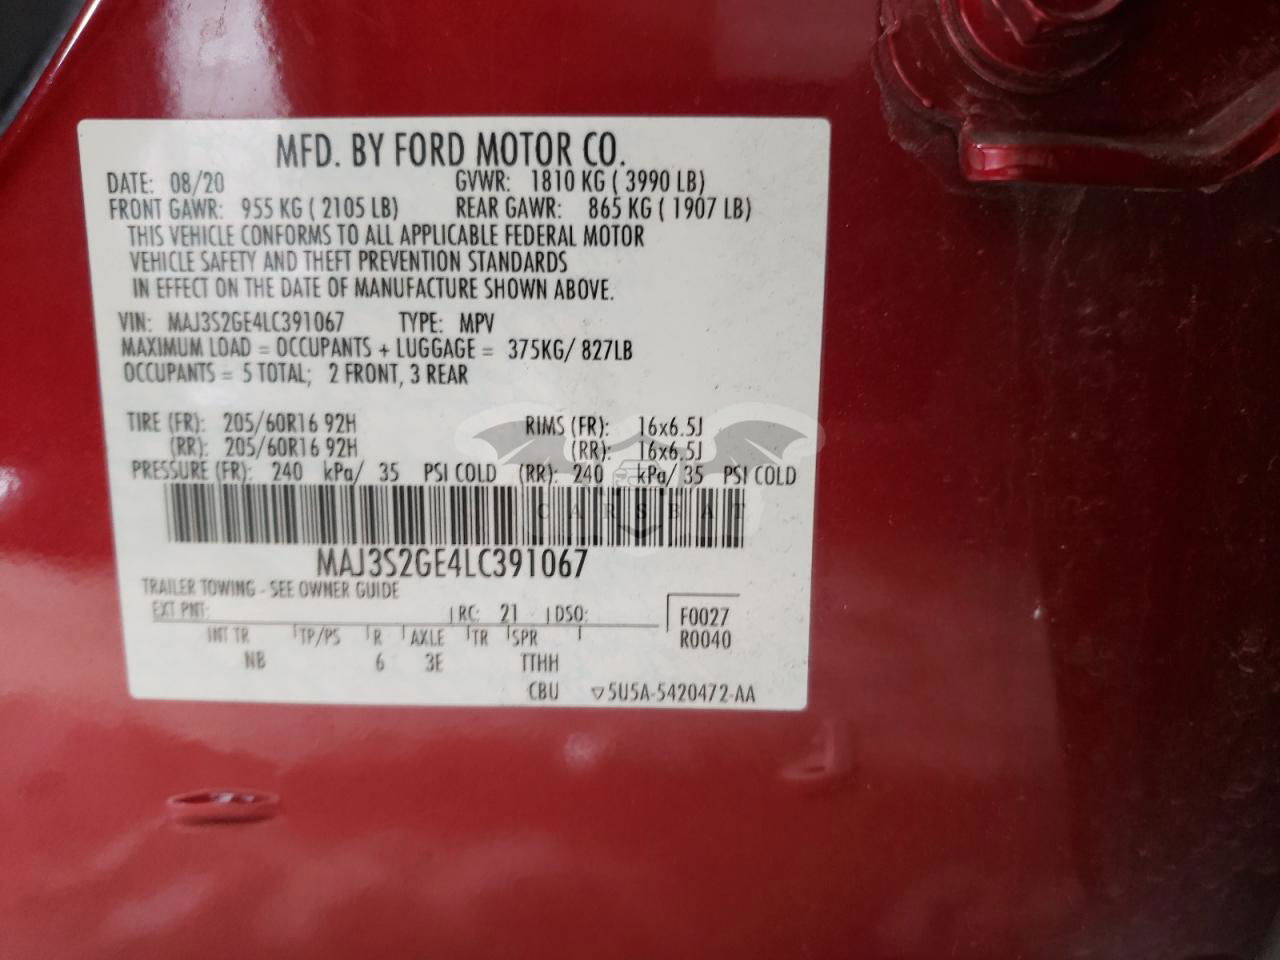 MFD. BY FORD MOTOR CO.
DATE: 08/20 GVWR: 1810 KG ( 3990 LB)
FRONT GAWR: 955 KG ( 2105 LB) REAR GAWR: 865 KG ( 1907 LB)
THIS VEHICLE CONFORMS TO ALL APPLICABLE FEDERAL MOTOR
VEHICLE SAFETY AND THEFT PREVENTION STANDARDS
IN EFFECT ON THE DATE OF MANUFACTURE SHOWN ABOVE.
VIN: MAJ3S2GE4LC391067 TYPE: MPV
MAXIMUM LOAD = OCCUPANTS + LUGGAGE = 375KG/ 827LB
OCCUPANTS = 5 TOTAL; 2 FRONT, 3 REAR
TIRE (FR): 205/60R16 92H RIMS (FR): 16x6.5J
(RR): 205/60R16 92H (RR): 16x6.5J
PRESSURE (FR): 240 kPa/ 35 PSI COLD (RR): 240 kPa/ 35 PSI COLD
CARSBAT
MAJ3S2GE4LC391067
TRAILER TOWING - SEE OWNER GUIDE
EXT PNT: RC: 21 DSO: F0027
INT TR TP/PS R AXLE TR SPR R0040
NB 6 3E TTHH
CBU ▽5U5A-5420472-AA